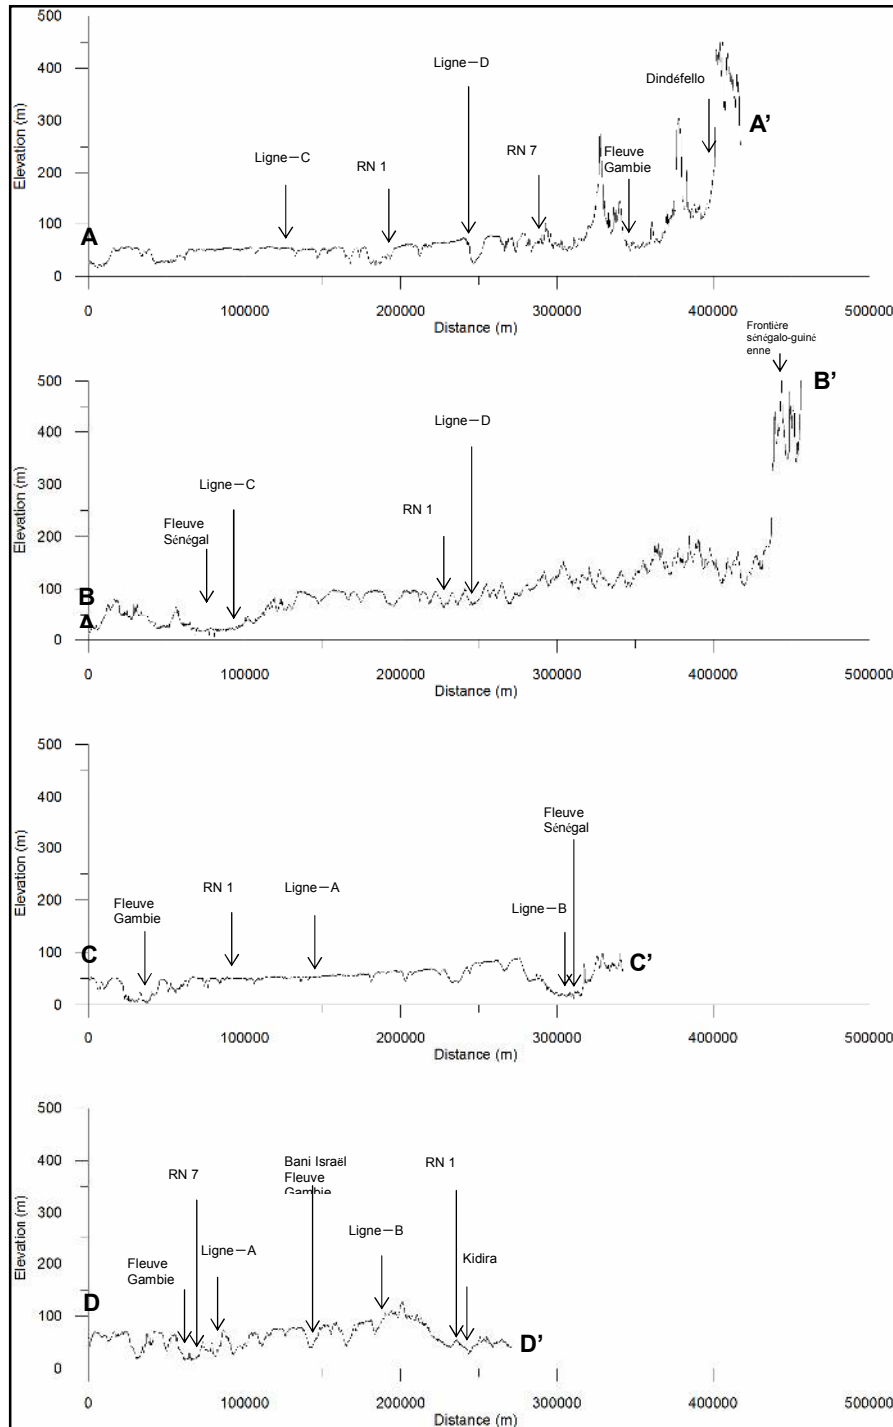 500
400
300
200
100
0
Elevation (m)
A
Ligne–C
RN 1
Ligne–D
RN 7
Fleuve
Gambie
Dindéfello
A’
0
100000
200000
300000
400000
500000
Distance (m)
500
400
300
200
100
0
Elevation (m)
B
A
Fleuve
Sénégal
Ligne–C
RN 1
Ligne–D
Frontière
sénégalo-guiné
enne
B’
0
100000
200000
300000
400000
500000
Distance (m)
500
400
300
200
100
0
Elevation (m)
C
Fleuve
Gambie
RN 1
Ligne–A
Ligne–B
Fleuve
Sénégal
C’
0
100000
200000
300000
400000
500000
Distance (m)
500
400
300
200
100
0
Elevation (m)
D
Fleuve
Gambie
RN 7
Ligne–A
Bani Israël
Fleuve
Gambie
Ligne–B
RN 1
Kidira
D’
0
100000
200000
300000
400000
500000
Distance (m)